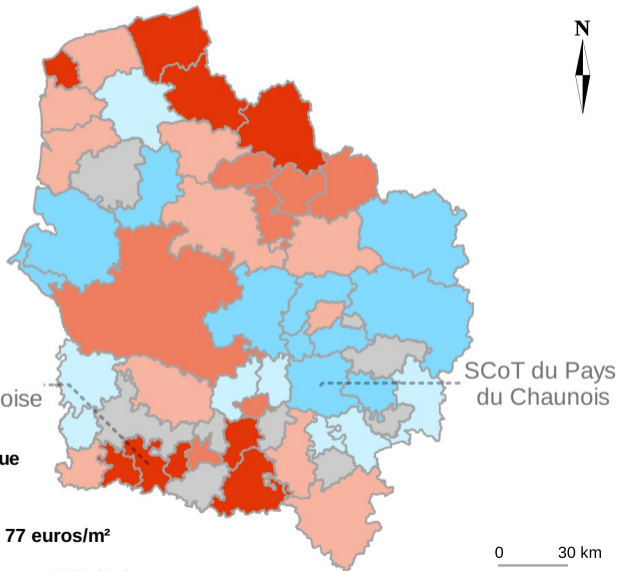 N
SCoT du Pays
du Chaunois
oise
ue
77 euros/m²
0 30 km